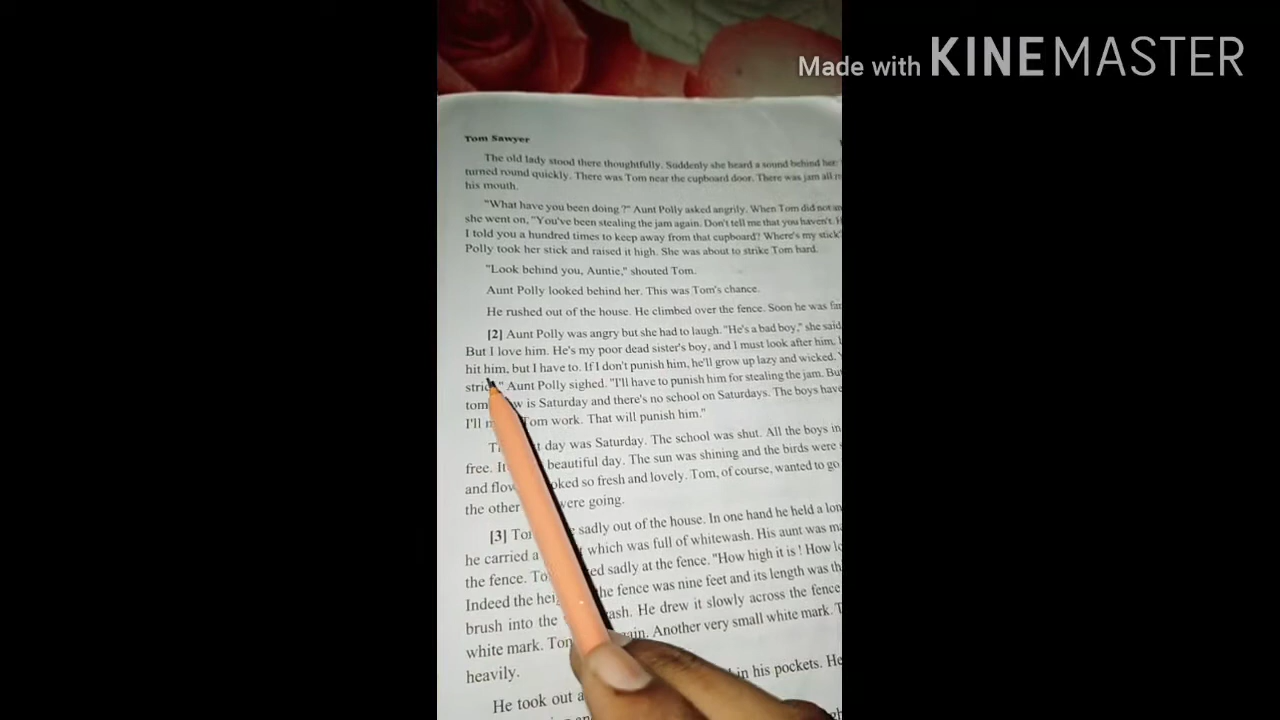 Made with KINEMASTER
Tom Sawyer
The old lady stood there thoughtfully. Suddenly she heard a sound behind her.
turned round quickly. There was Tom near the cupboard door. There was jam all
his mouth.
"What have you been doing ?" Aunt Polly asked angrily. When Tom did not
she went on, "You've been stealing the jam again. Don't tell me that you haven't.
I told you a hundred times to keep away from that cupboard? Where's my stick
Polly took her stick and raised it high. She was about to strike Tom hard.
"Look behind you, Auntie," shouted Tom.
Aunt Polly looked behind her. This was Tom's chance.
He rushed out of the house. He climbed over the fence. Soon he was
[2] Aunt Polly was angry but she had to laugh. "He's a bad boy," she said
But I love him. He's my poor dead sister's boy, and I must look after him.
hit him, but I have to. If I don't punish him, he'll grow up lazy and wicked.
Aunt Polly sighed. "I'll have to punish him for stealing the jam. But
is Saturday and there's no school on Saturdays. The boys have
I'll Tom work. That will punish him."
day was Saturday. The school was shut. All the boys in
free. beautiful day. The sun was shining and the birds were
and so fresh and lovely. Tom, of course, wanted to go
the other were going.
[3] sadly out of the house. In one hand he held a
he carried a which was full of whitewash. His aunt was
the fence. sadly at the fence. "How high it is ! How
Indeed the the fence was nine feet and its length was
brush into the He drew it slowly across the fence
white mark. Another very small white mark.
heavily.
He took out in his pockets. He